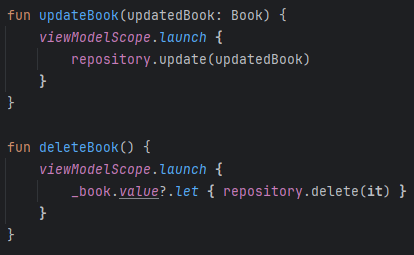 fun updateBook(updatedBook: Book) {
    viewModelScope.launch {
        repository.update(updatedBook)
    }
}

fun deleteBook() {
    viewModelScope.launch {
        _book.value?.let { repository.delete(it) }
    }
}